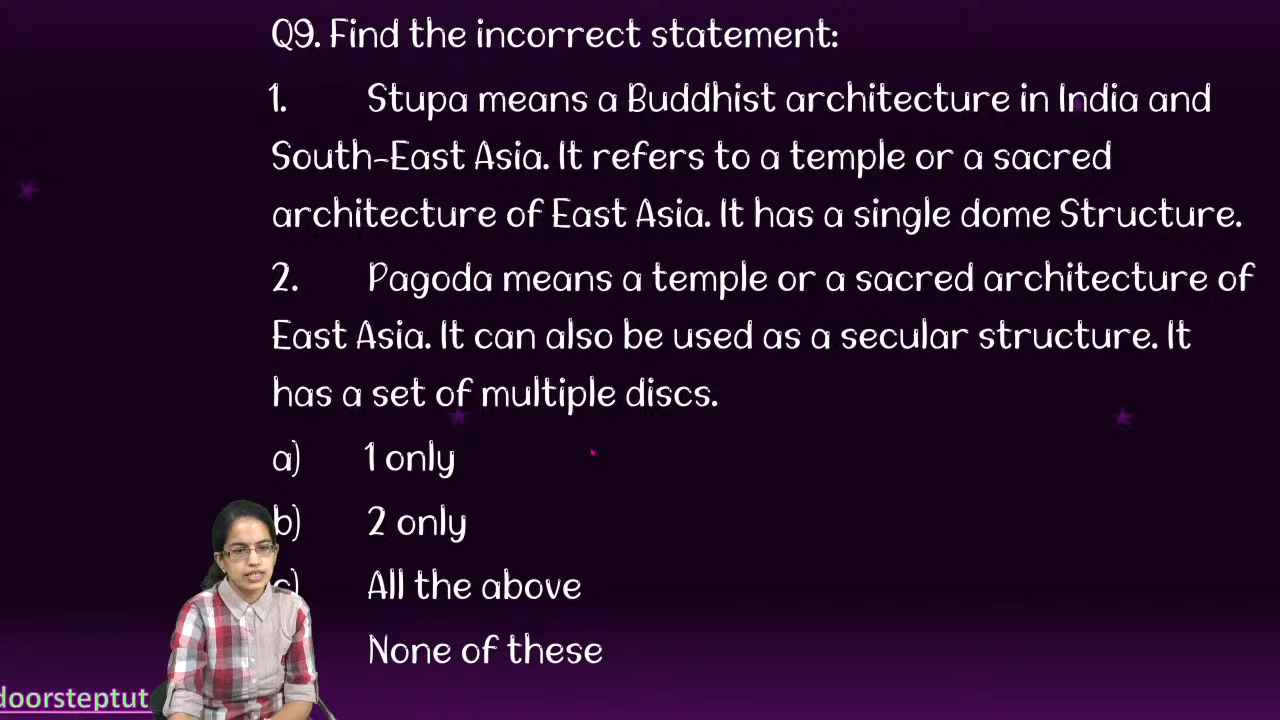 Q9. Find the incorrect statement:
1. Stupa means a Buddhist architecture in India and
South-East Asia. It refers to a temple or a sacred
architecture of East Asia. It has a single dome Structure.
2. Pagoda means a temple or a sacred architecture of
East Asia. It can also be used as a secular structure. It
has a set of multiple discs.
a) 1 only
b) 2 only
c) All the above
None of these
doorsteptut